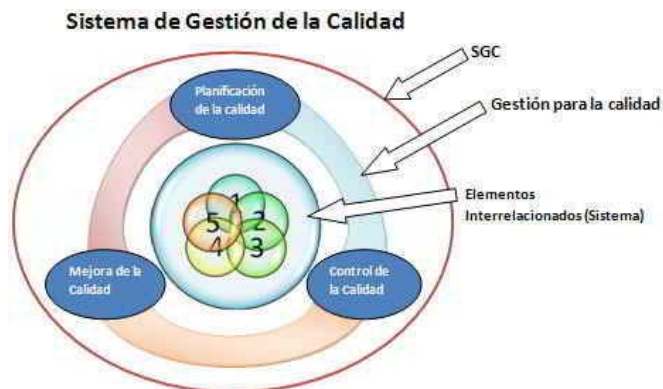 Sistema de Gestión de la Calidad
SGC
Planificación
de la calidad
Gestión para la calidad
1
5
2
4
3
Elementos
Interrelacionados (Sistema)
Mejora de la
Calidad
Control de
la Calidad